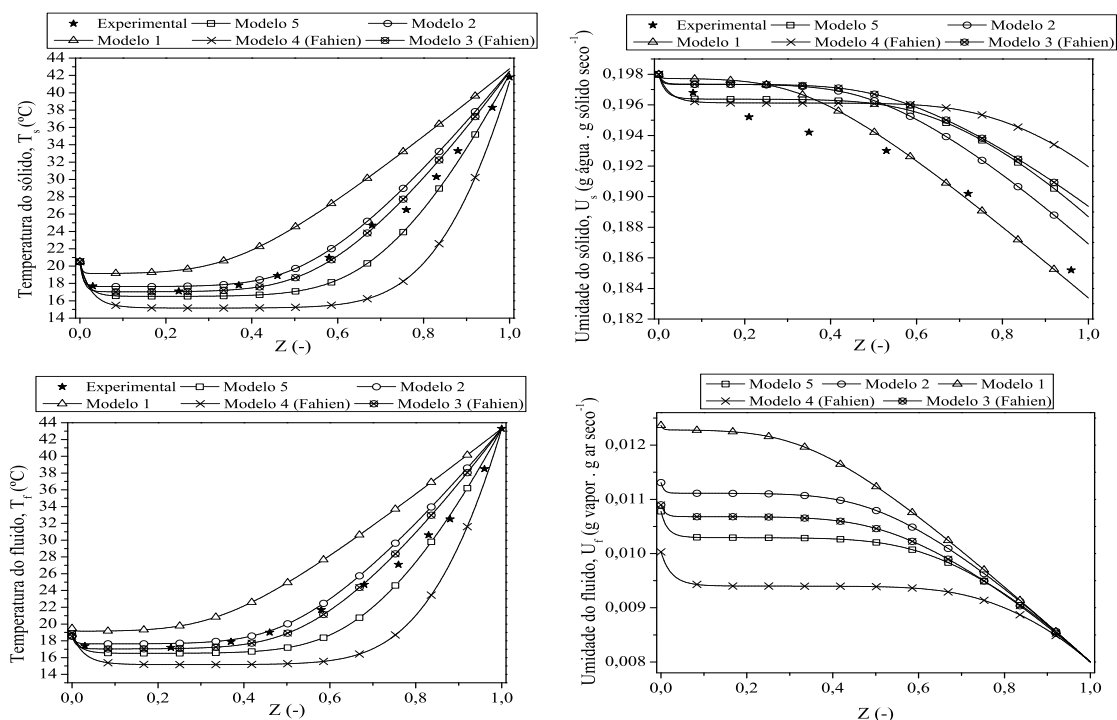 Experimental Modelo 5 Modelo 2
Modelo 1 Modelo 4 (Fahien) Modelo 3 (Fahien)
Temperatura do sólido, T_s (ºC)
44
42
40
38
36
34
32
30
28
26
24
22
20
18
16
14
0,0 0,2 0,4 0,6 0,8 1,0
Z (-)
Experimental Modelo 5 Modelo 2
Modelo 1 Modelo 4 (Fahien) Modelo 3 (Fahien)
Umidade do sólido, U_s (g água . g sólido seco^-1)
0,198
0,196
0,194
0,192
0,190
0,188
0,186
0,184
0,182
0,0 0,2 0,4 0,6 0,8 1,0
Z (-)
Experimental Modelo 5 Modelo 2
Modelo 1 Modelo 4 (Fahien) Modelo 3 (Fahien)
Temperatura do fluido, T_f (ºC)
44
42
40
38
36
34
32
30
28
26
24
22
20
18
16
14
0,0 0,2 0,4 0,6 0,8 1,0
Z (-)
Modelo 5 Modelo 2 Modelo 1
Modelo 4 (Fahien) Modelo 3 (Fahien)
Umidade do fluido, U_f (g vapor . g ar seco^-1)
0,012
0,011
0,010
0,009
0,008
0,0 0,2 0,4 0,6 0,8 1,0
Z (-)